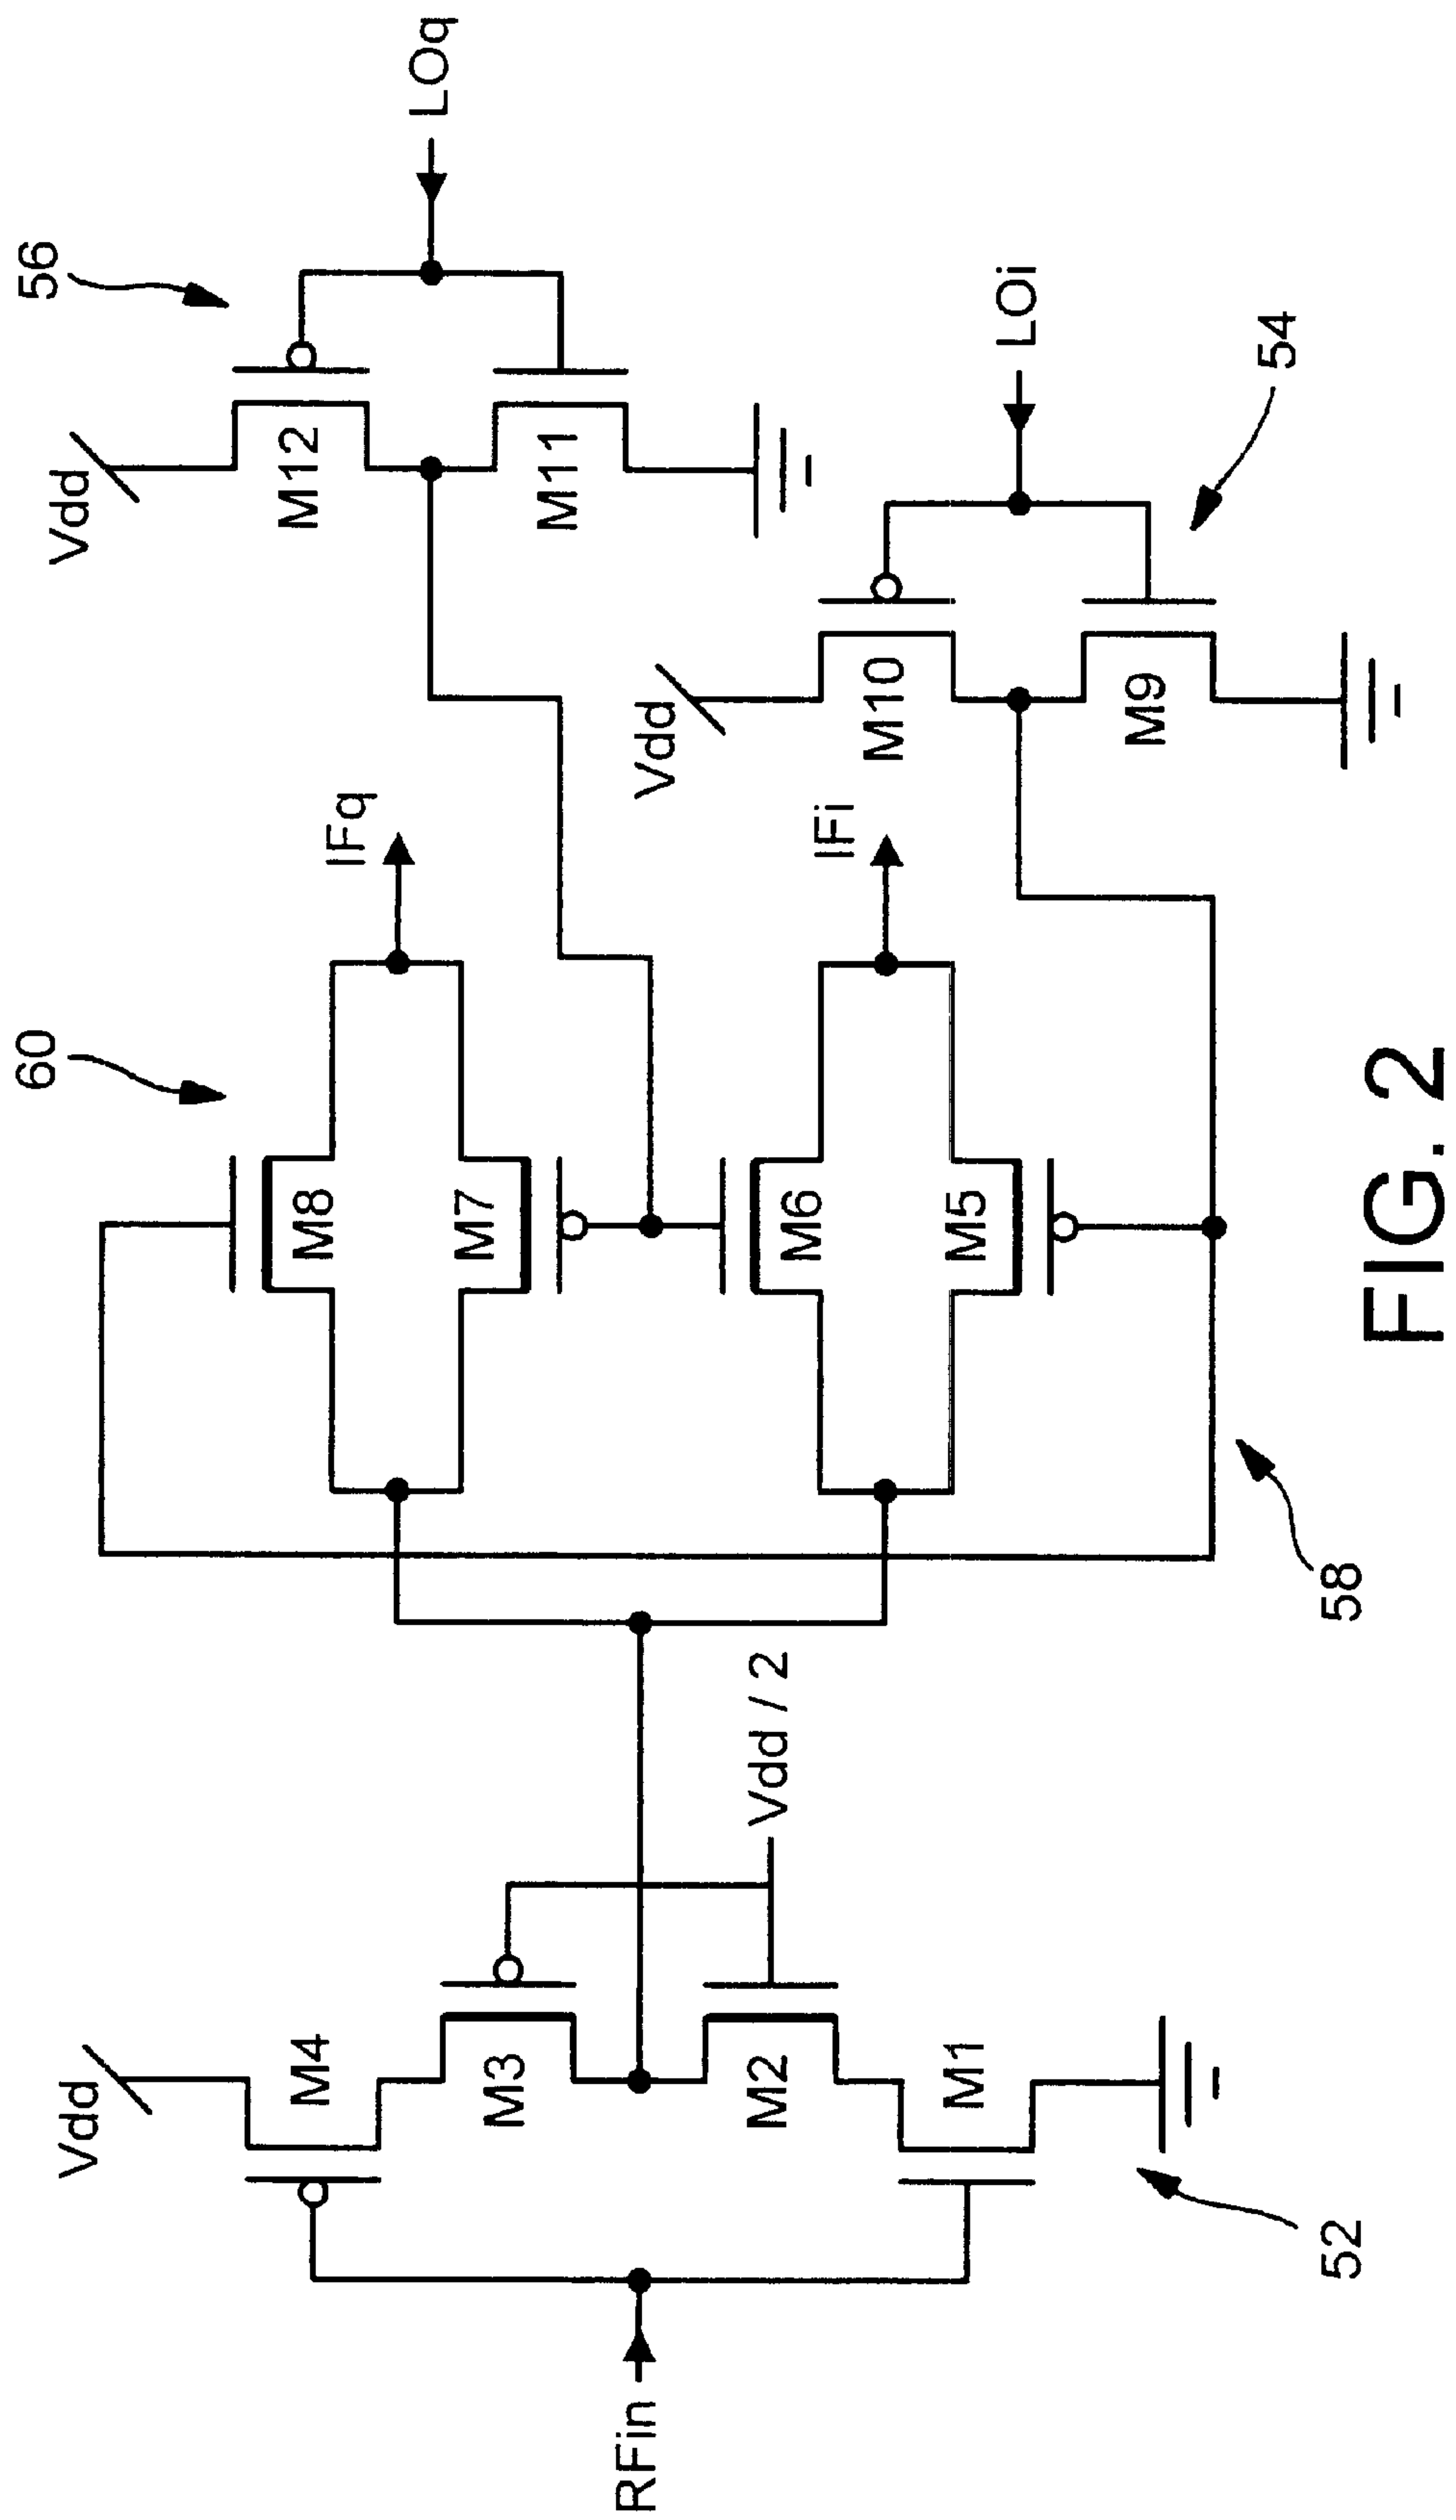 RFin
Vdd
M4
M3
M2
M1
52
Vdd / 2
58
60
M8
M7
M6
M5
IFq
IFi
Vdd
M10
M9
LOi
54
Vdd
M12
M11
56
LOq
FIG. 2